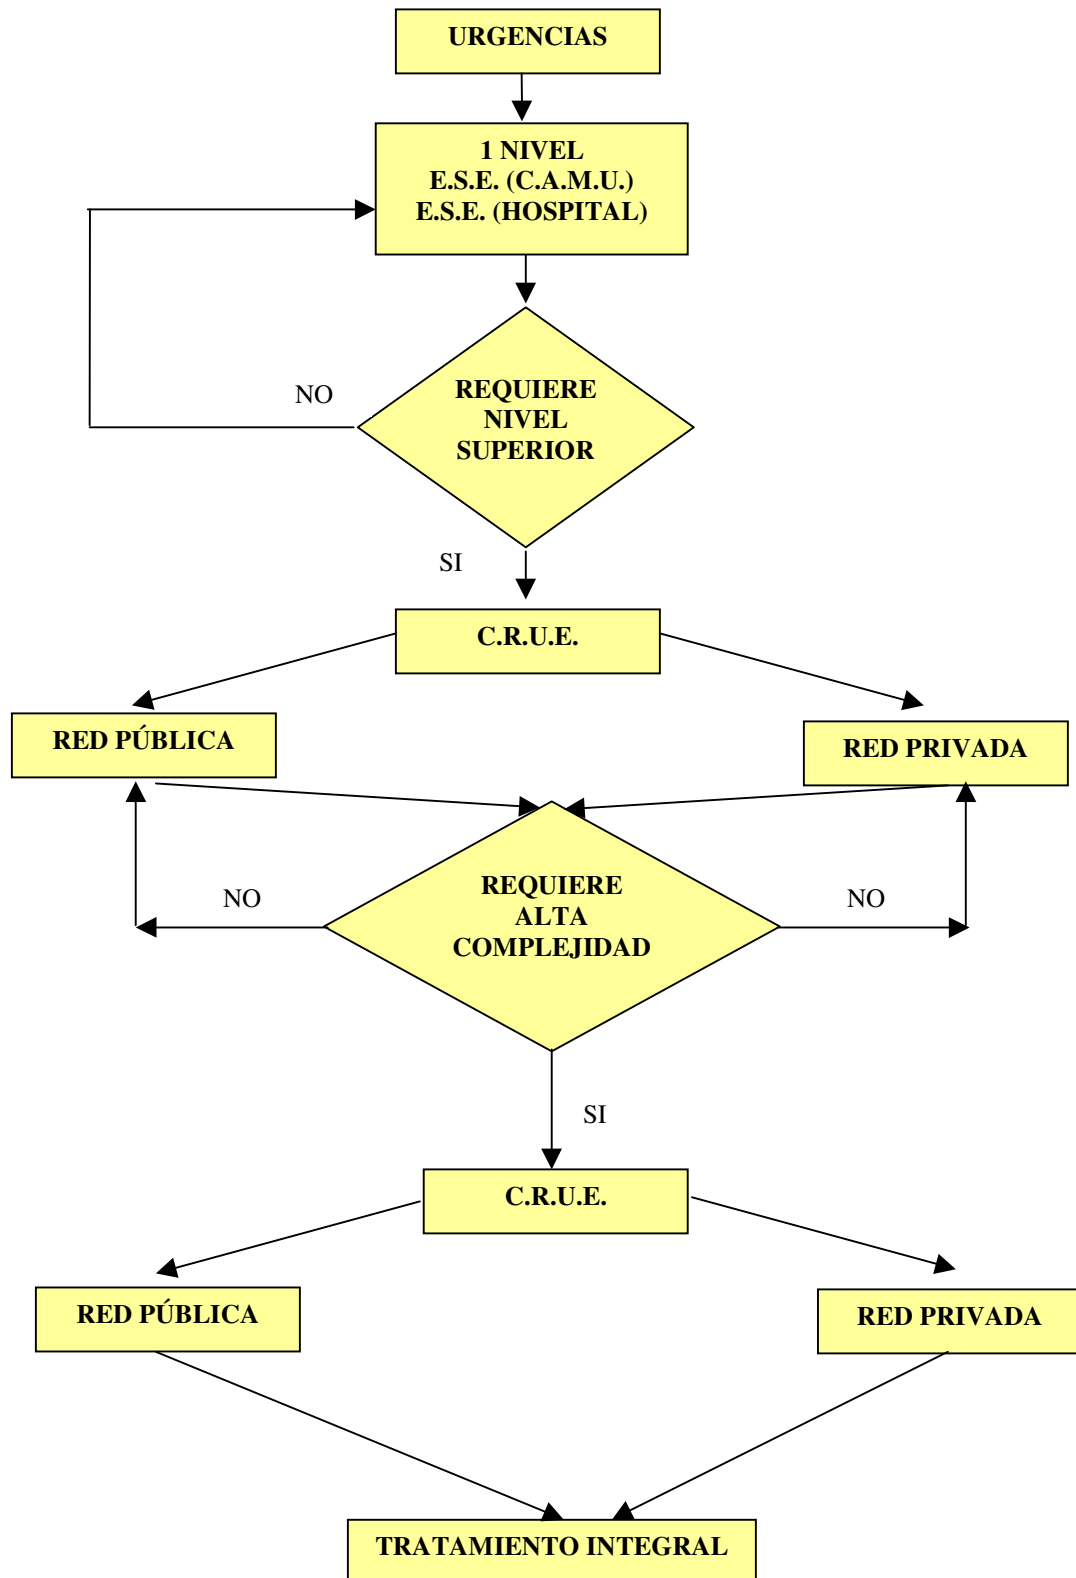 URGENCIAS
1 NIVEL
E.S.E. (C.A.M.U.)
E.S.E. (HOSPITAL)
NO
REQUIERE
NIVEL
SUPERIOR
SI
C.R.U.E.
RED PÚBLICA
RED PRIVADA
NO
REQUIERE
ALTA
COMPLEJIDAD
NO
SI
C.R.U.E.
RED PÚBLICA
RED PRIVADA
TRATAMIENTO INTEGRAL